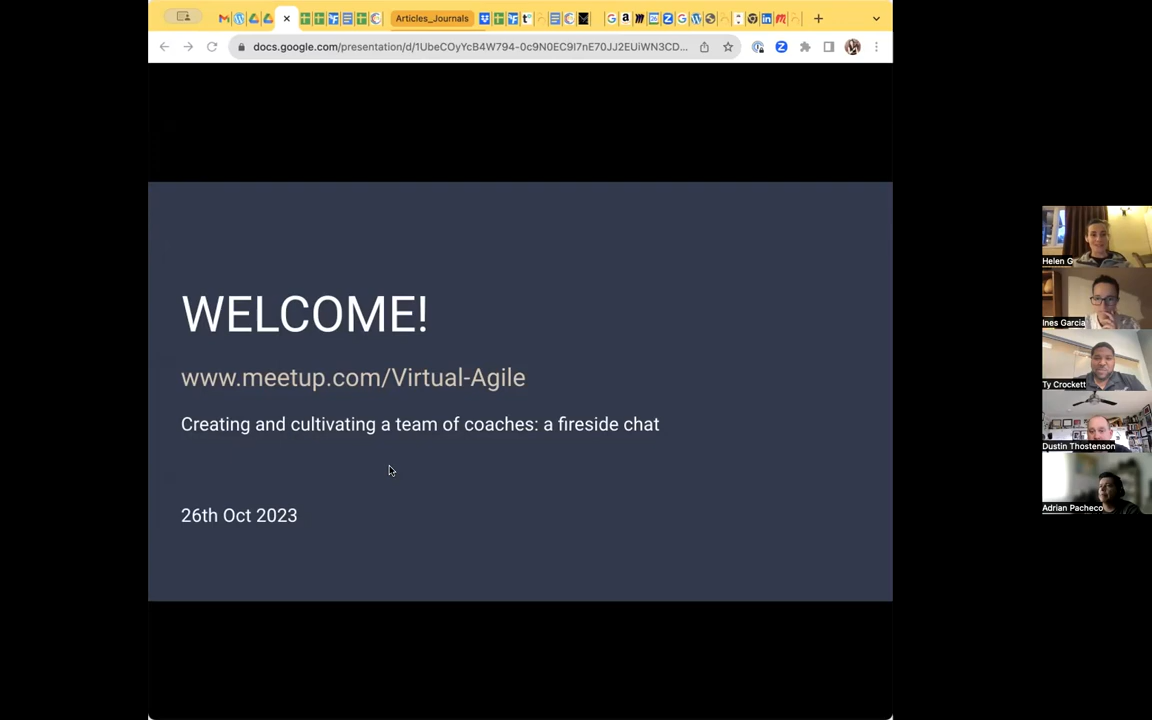 Articles_Journals
docs.google.com/presentation/d/1UbeCOyYcB4W794-0c9N0EC9I7nE70JJ2EUiWN3CD...
WELCOME!
www.meetup.com/Virtual-Agile
Creating and cultivating a team of coaches: a fireside chat
26th Oct 2023
Helen G
Ines Garcia
Ty Crockett
Dustin Thostenson
Adrian Pacheco